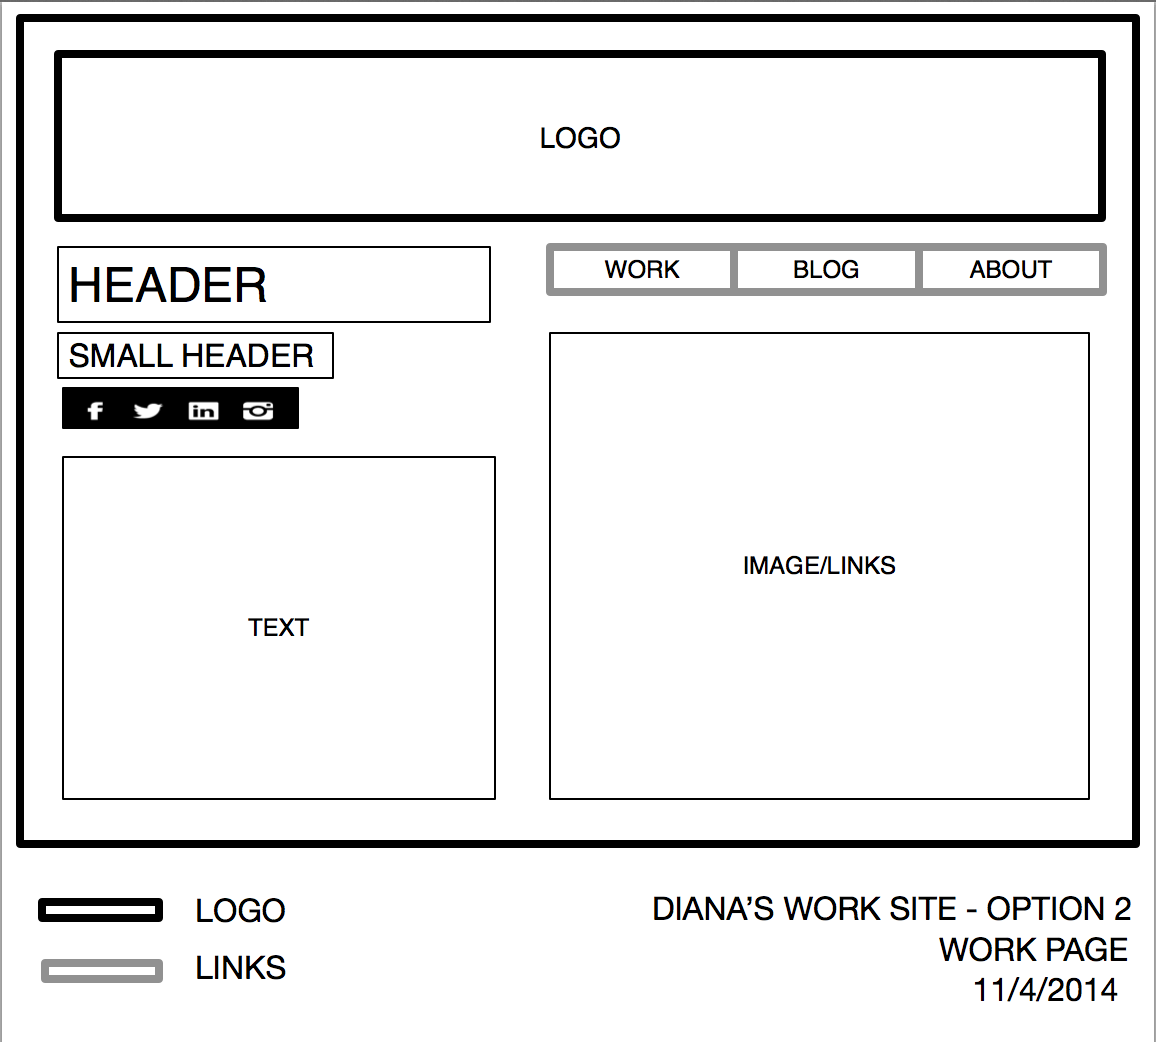 LOGO
HEADER
WORK BLOG ABOUT
SMALL HEADER
f in
TEXT
IMAGE/LINKS
LOGO
LINKS
DIANA’S WORK SITE - OPTION 2
WORK PAGE
11/4/2014